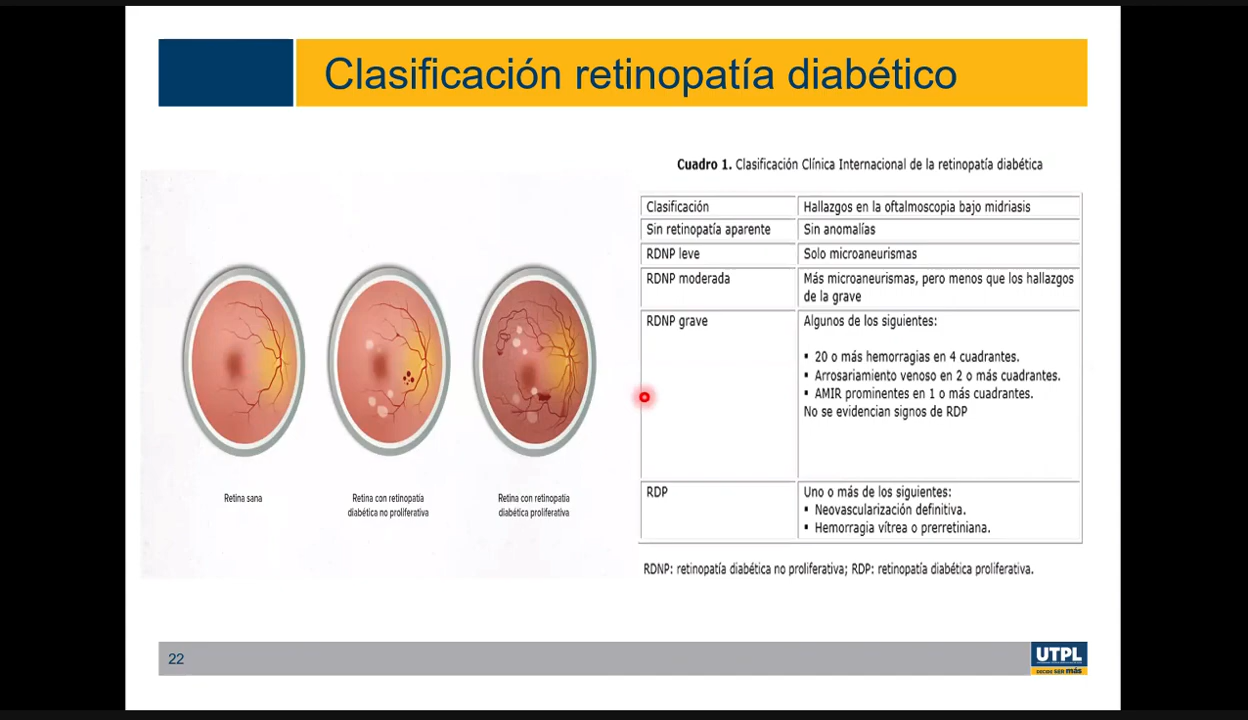 Clasificación retinopatía diabético
Cuadro 1. Clasificación Clínica Internacional de la retinopatía diabética
Clasificación
Hallazgos en la oftalmoscopia bajo midriasis
Sin retinopatía aparente
Sin anomalías
RDNP leve
Solo microaneurismas
RDNP moderada
Más microaneurismas, pero menos que los hallazgos
de la grave
RDNP grave
Algunos de los siguientes:
▪ 20 o más hemorragias en 4 cuadrantes.
▪ Arrosariamiento venoso en 2 o más cuadrantes.
▪ AMIR prominentes en 1 o más cuadrantes.
No se evidencian signos de RDP
RDP
Uno o más de los siguientes:
▪ Neovascularización definitiva.
▪ Hemorragia vítrea o prerretiniana.
RDNP: retinopatía diabética no proliferativa; RDP: retinopatía diabética proliferativa.
Retina sana
Retina con retinopatía
diabética no proliferativa
Retina con retinopatía
diabética proliferativa
22
UTPL
DECIDE SER más